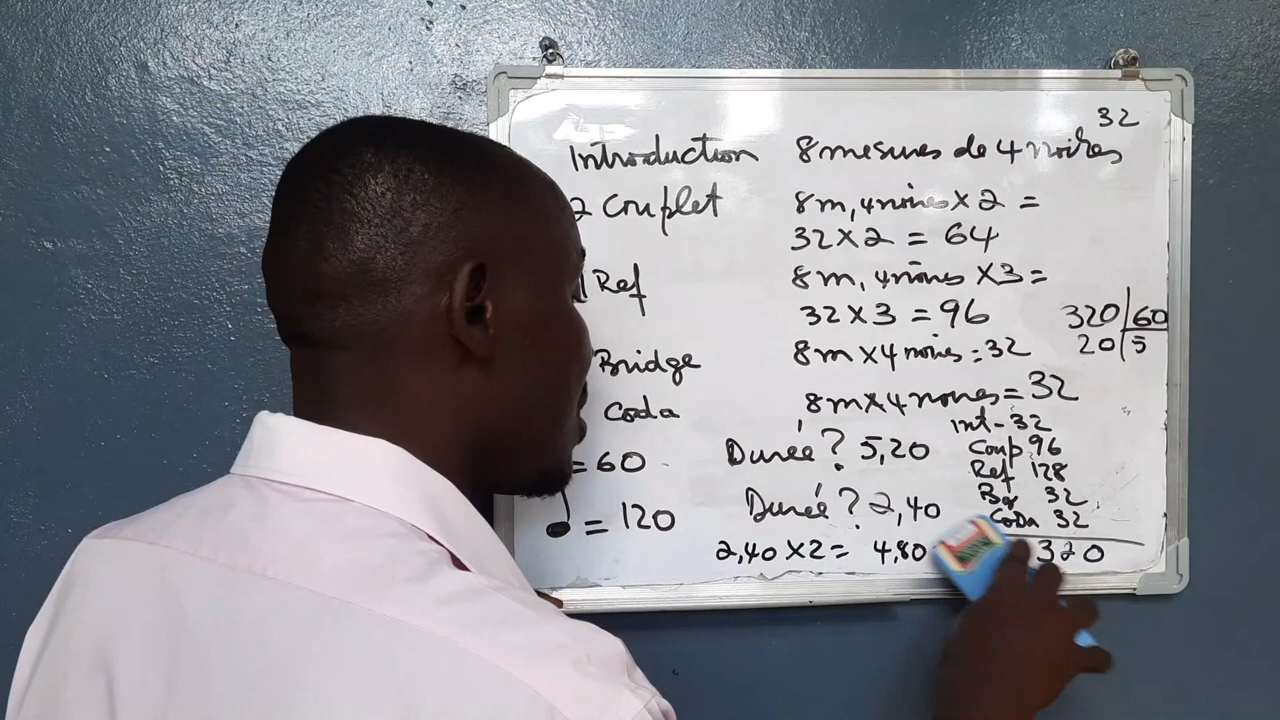 32
Introduction 8 mesures de 4 noires
2 Couplet 8m, 4 noires X 2 =
32 X 2 = 64
Ref 8m, 4 noires X3 =
32 X 3 = 96
320 60
20 5
Bridge 8m X 4 noires = 32
Coda 8m X 4 noires = 32
Int - 32
Coup 96
Ref 128
32
Coda 32
320
= 60 Durée ? 5,20
♩ = 120 Durée ? 2,40
2,40 X 2 = 4,80